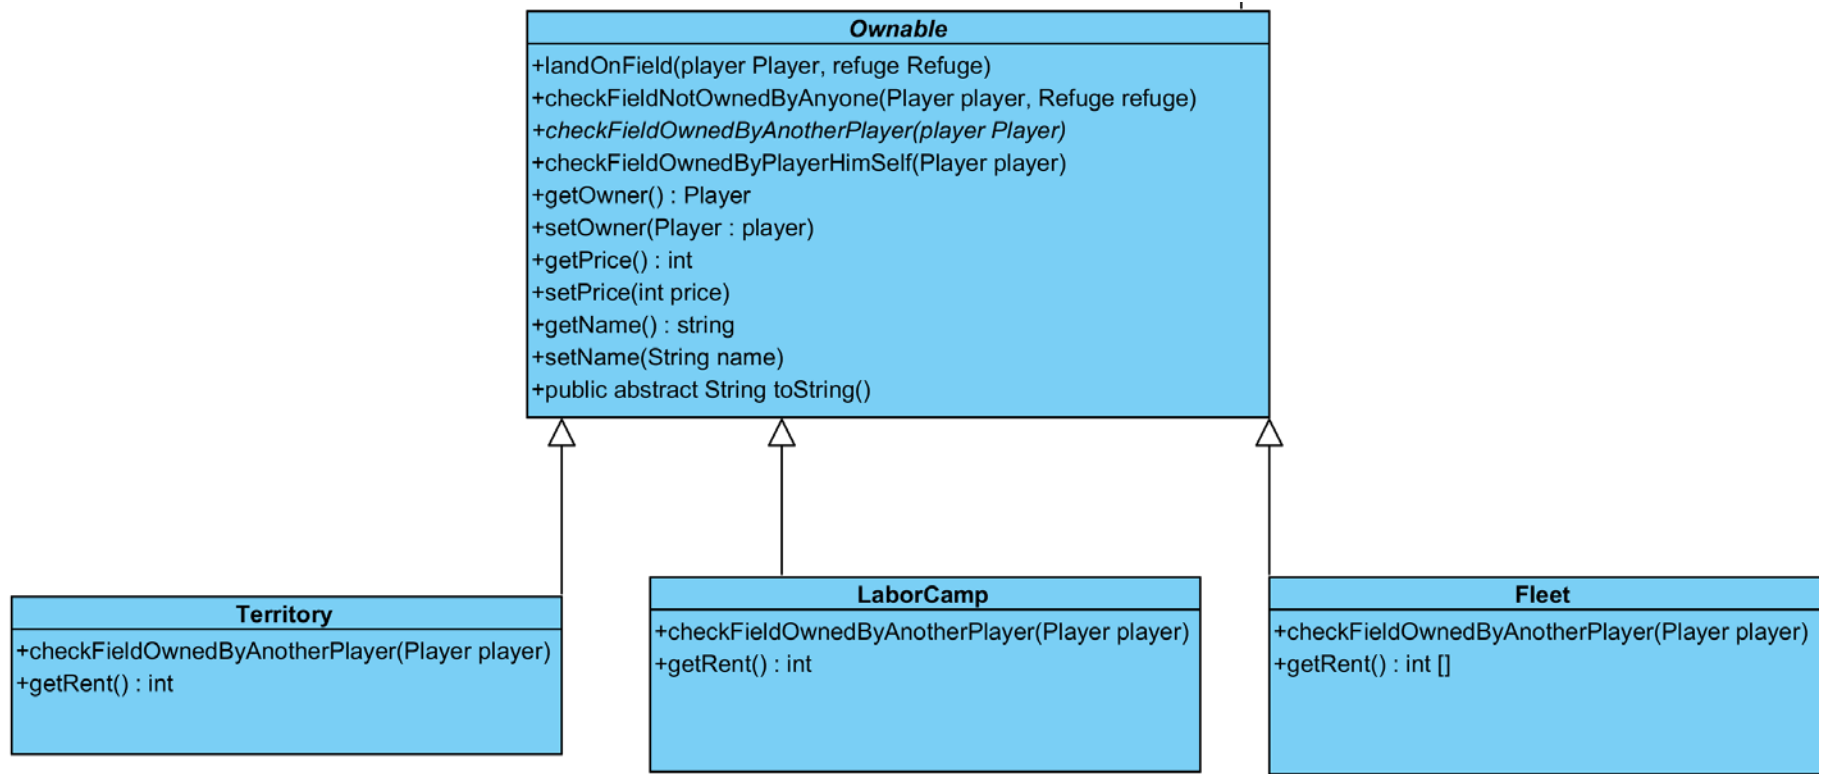 Ownable
+landOnField(player Player, refuge Refuge)
+checkFieldNotOwnedByAnyone(Player player, Refuge refuge)
+checkFieldOwnedByAnotherPlayer(player Player)
+checkFieldOwnedByPlayerHimSelf(Player player)
+getOwner() : Player
+setOwner(Player : player)
+getPrice() : int
+setPrice(int price)
+getName() : string
+setName(String name)
+public abstract String toString()
Territory
+checkFieldOwnedByAnotherPlayer(Player player)
+getRent() : int
LaborCamp
+checkFieldOwnedByAnotherPlayer(Player player)
+getRent() : int
Fleet
+checkFieldOwnedByAnotherPlayer(Player player)
+getRent() : int []